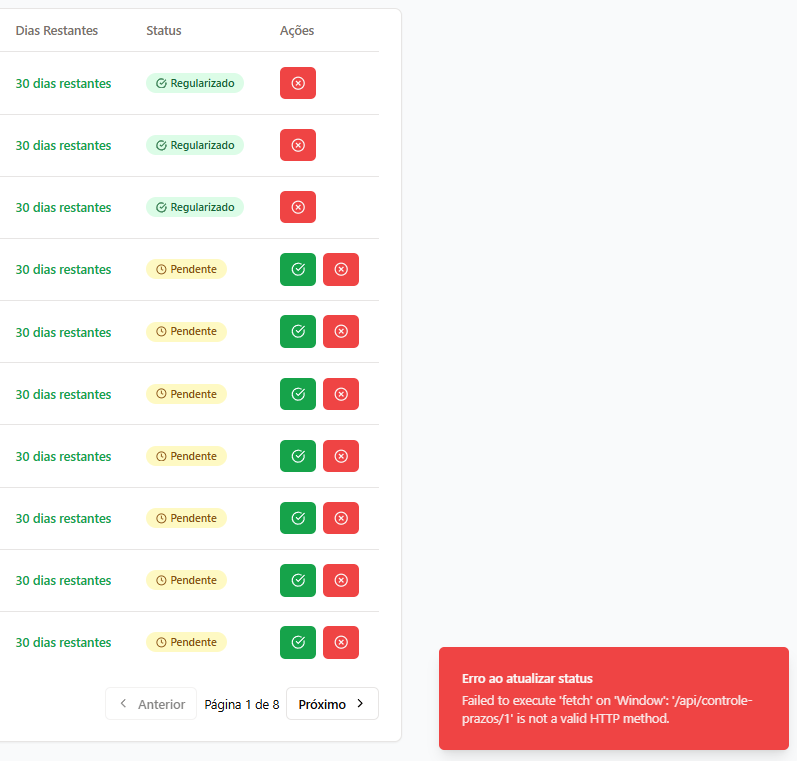 Dias Restantes Status Ações
30 dias restantes Regularizado
30 dias restantes Regularizado
30 dias restantes Regularizado
30 dias restantes Pendente
30 dias restantes Pendente
30 dias restantes Pendente
30 dias restantes Pendente
30 dias restantes Pendente
30 dias restantes Pendente
30 dias restantes Pendente
Anterior Página 1 de 8 Próximo
Erro ao atualizar status
Failed to execute 'fetch' on 'Window': '/api/controle-
prazos/1' is not a valid HTTP method.